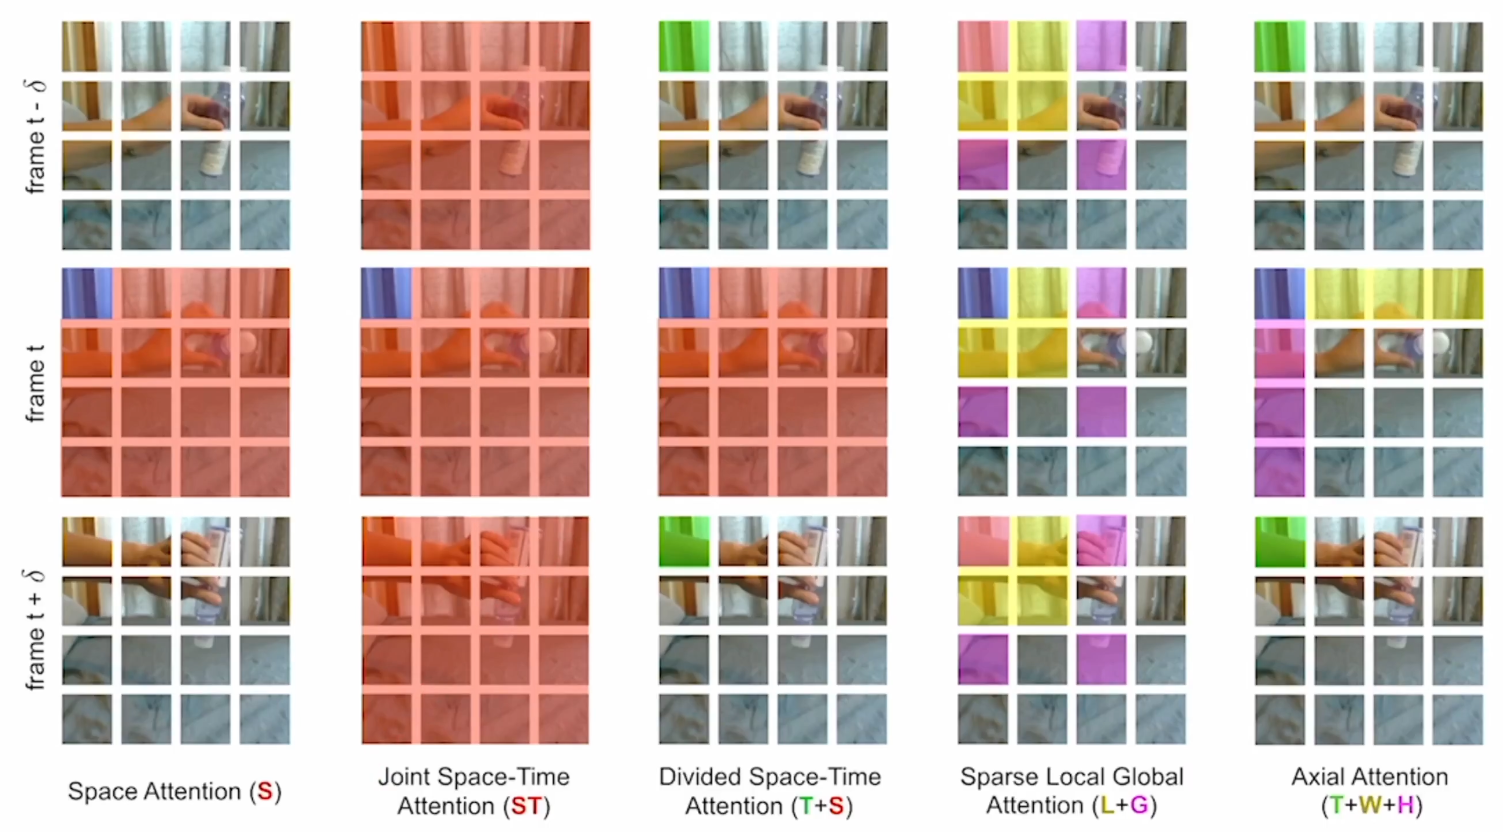 frame t - δ
frame t
frame t + δ
Space Attention (S)
Joint Space-Time
Attention (ST)
Divided Space-Time
Attention (T+S)
Sparse Local Global
Attention (L+G)
Axial Attention
(T+W+H)